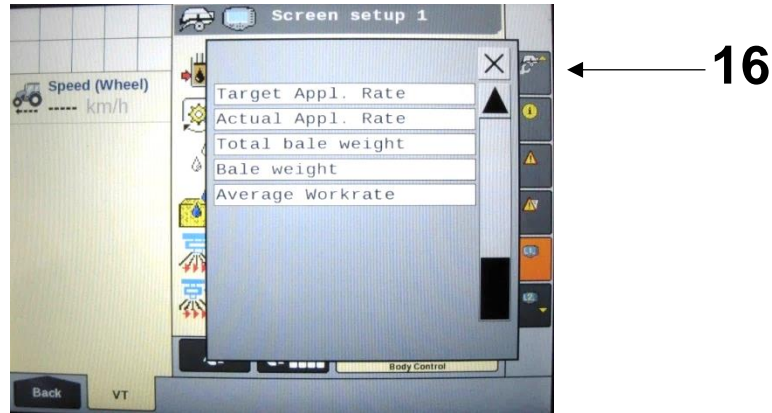 Screen setup 1
16
Speed (Wheel)
----- km/h
Target Appl. Rate
Actual Appl. Rate
Total bale weight
Bale weight
Average Workrate
Body Control
Back
VT